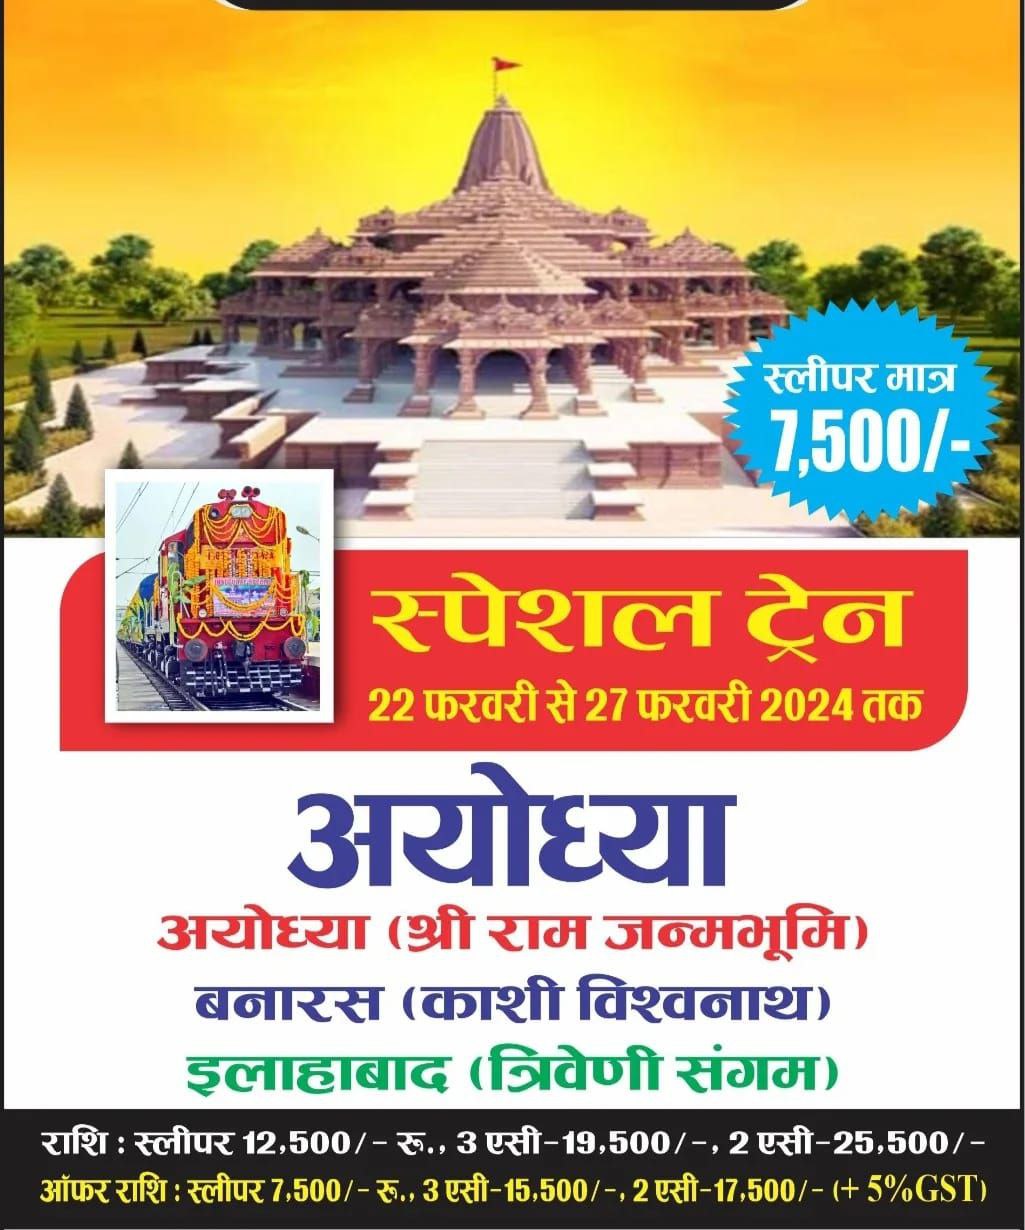 स्लीपर मात्र
7,500/-
स्पेशल ट्रेन
22 फरवरी से 27 फरवरी 2024 तक
अयोध्या
अयोध्या (श्री राम जन्मभूमि)
बनारस (काशी विश्वनाथ)
इलाहाबाद (त्रिवेणी संगम)
राशि : स्लीपर 12,500/- रू., 3 एसी-19,500/-, 2 एसी-25,500/-
ऑफर राशि : स्लीपर 7,500/- रू., 3 एसी-15,500/-, 2 एसी-17,500/- (+ 5%GST)